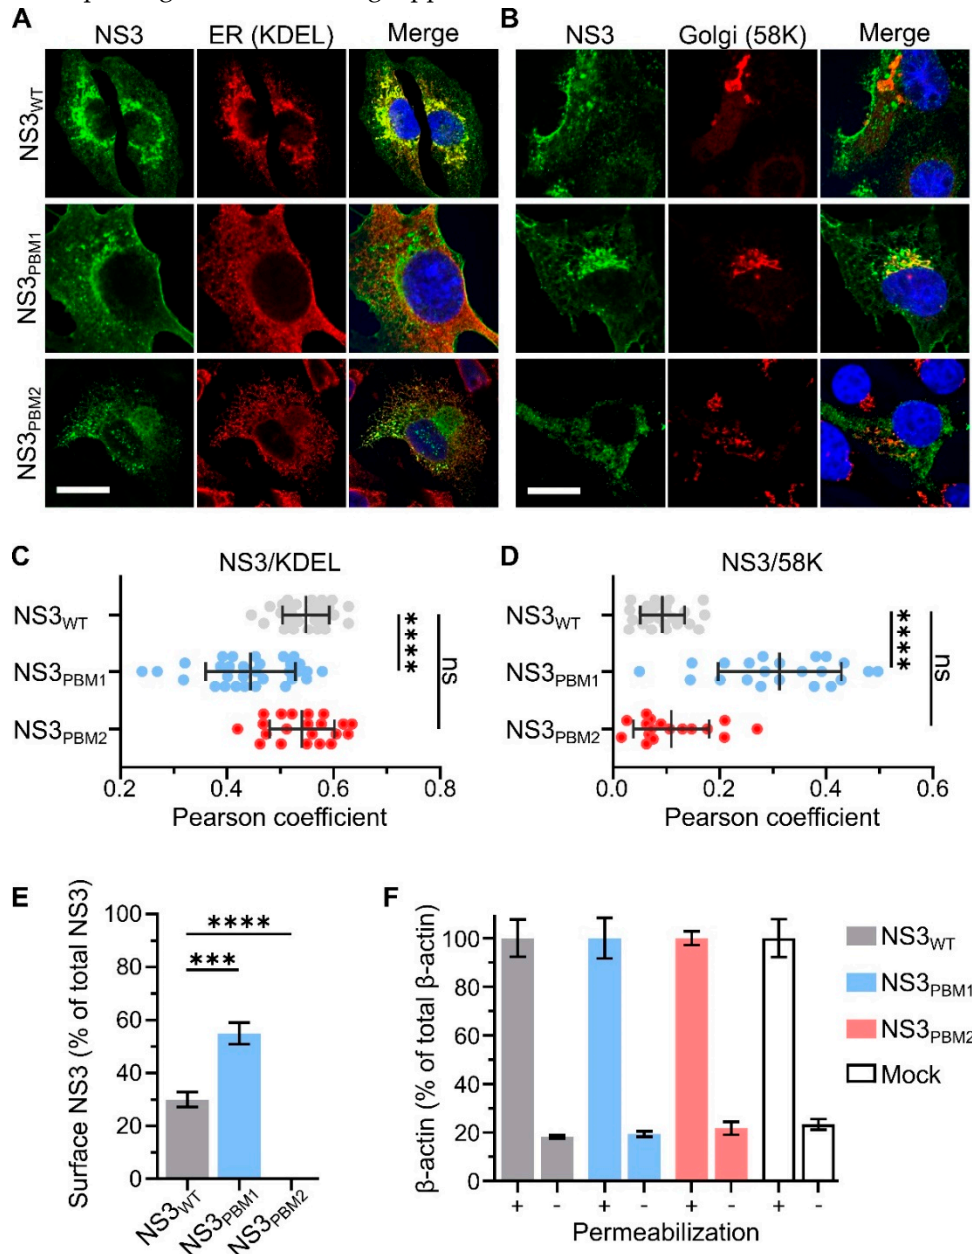 A
NS3
ER (KDEL)
Merge
NS3WT
NS3PBM1
NS3PBM2
B
NS3
Golgi (58K)
Merge
C
NS3/KDEL
NS3WT
NS3PBM1
NS3PBM2
****
ns
0.2 0.4 0.6 0.8
Pearson coefficient
D
NS3/58K
NS3WT
NS3PBM1
NS3PBM2
****
ns
0.0 0.2 0.4 0.6
Pearson coefficient
E
Surface NS3 (% of total NS3)
100
80
60
40
20
0
****
***
NS3WT
NS3PBM1
NS3PBM2
F
β-actin (% of total β-actin)
100
80
60
40
20
0
+ - + - + - + -
Permeabilization
NS3WT
NS3PBM1
NS3PBM2
Mock